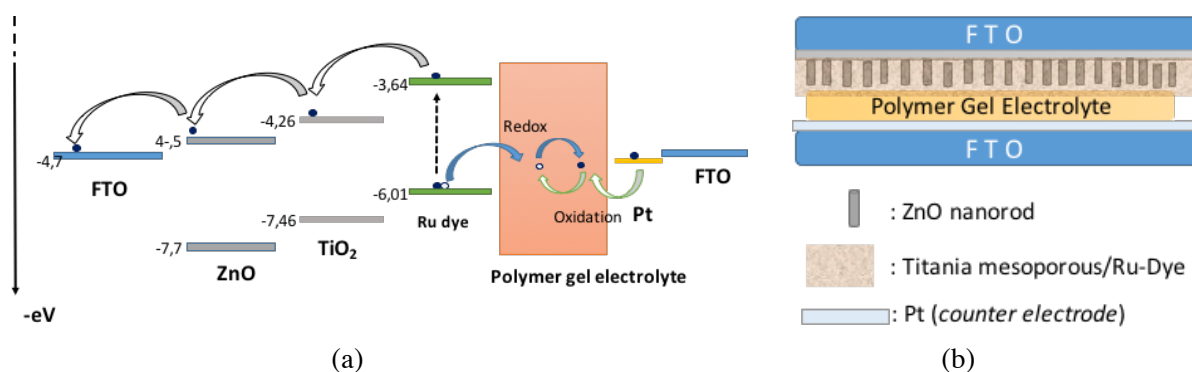 -3,64
-4,26
4-,5
-4,7
FTO
-7,7
ZnO
-7,46
TiO₂
-6,01
Ru dye
Redox
Oxidation
Pt
FTO
Polymer gel electrolyte
-eV
(a)
F T O
Polymer Gel Electrolyte
F T O
: ZnO nanorod
: Titania mesoporous/Ru-Dye
: Pt (counter electrode)
(b)